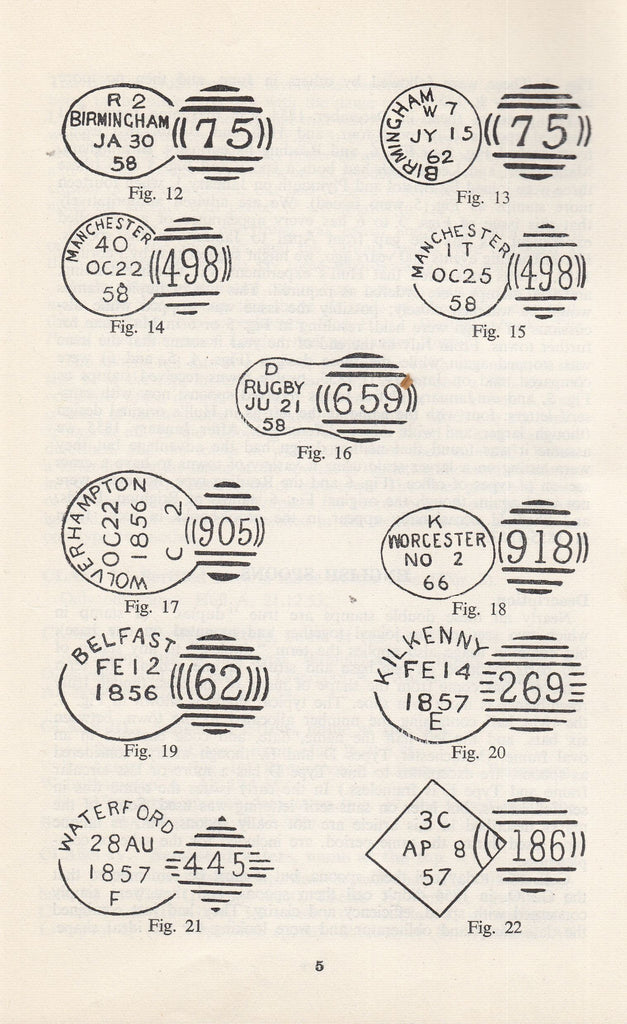 R 2
BIRMINGHAM
JA 30
58
75
Fig. 12
BIRMINGHAM
W 7
JY 15
62
75
Fig. 13
MANCHESTER
40
OC22
58
498
Fig. 14
MANCHESTER
1T
OC25
58
498
Fig. 15
D
RUGBY
JU 21
58
659
Fig. 16
WOLVERHAMPTON
OC22
1856
C 2
905
Fig. 17
K
WORCESTER
NO 2
66
918
Fig. 18
BELFAST
FE12
1856
62
Fig. 19
KILKENNY
FE14
1857
E
269
Fig. 20
WATERFORD
28AU
1857
F
445
Fig. 21
3C
AP 8
57
186
Fig. 22
5